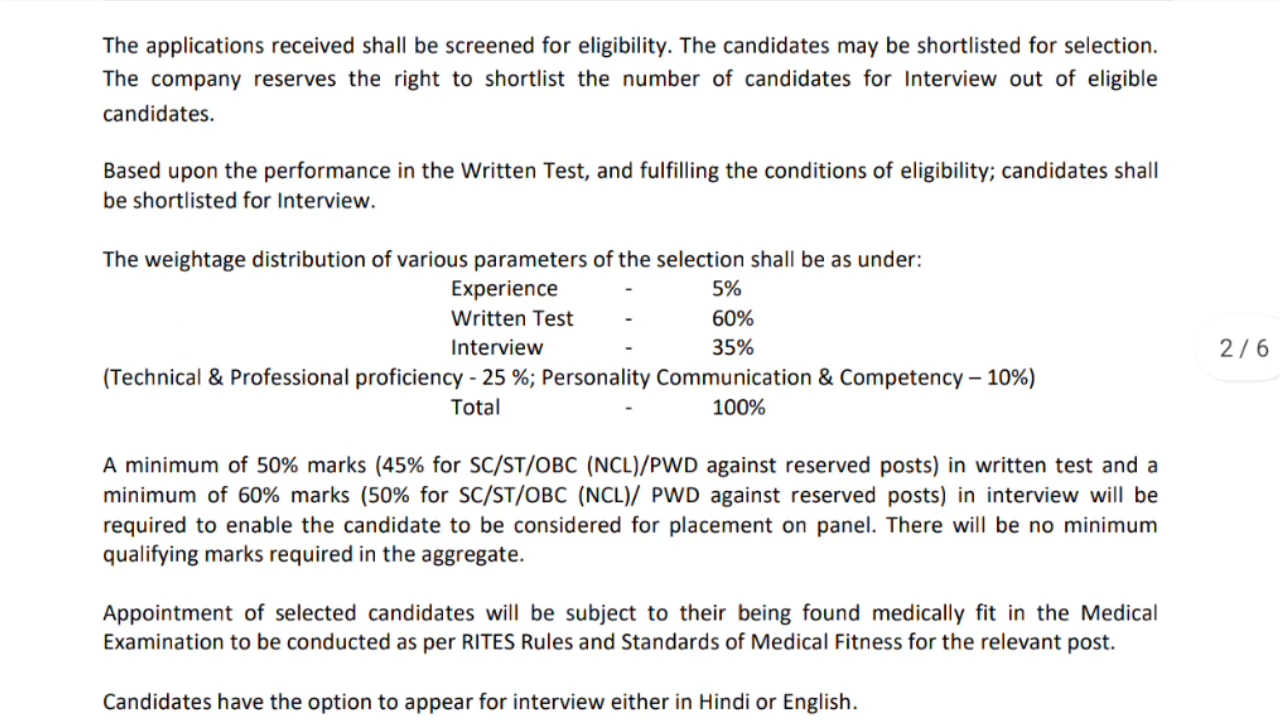 The applications received shall be screened for eligibility. The candidates may be shortlisted for selection.
The company reserves the right to shortlist the number of candidates for Interview out of eligible
candidates.
Based upon the performance in the Written Test, and fulfilling the conditions of eligibility; candidates shall
be shortlisted for Interview.
The weightage distribution of various parameters of the selection shall be as under:
Experience - 5%
Written Test - 60%
Interview - 35%
(Technical & Professional proficiency - 25 %; Personality Communication & Competency – 10%)
Total - 100%
A minimum of 50% marks (45% for SC/ST/OBC (NCL)/PWD against reserved posts) in written test and a
minimum of 60% marks (50% for SC/ST/OBC (NCL)/ PWD against reserved posts) in interview will be
required to enable the candidate to be considered for placement on panel. There will be no minimum
qualifying marks required in the aggregate.
Appointment of selected candidates will be subject to their being found medically fit in the Medical
Examination to be conducted as per RITES Rules and Standards of Medical Fitness for the relevant post.
Candidates have the option to appear for interview either in Hindi or English.
2 / 6